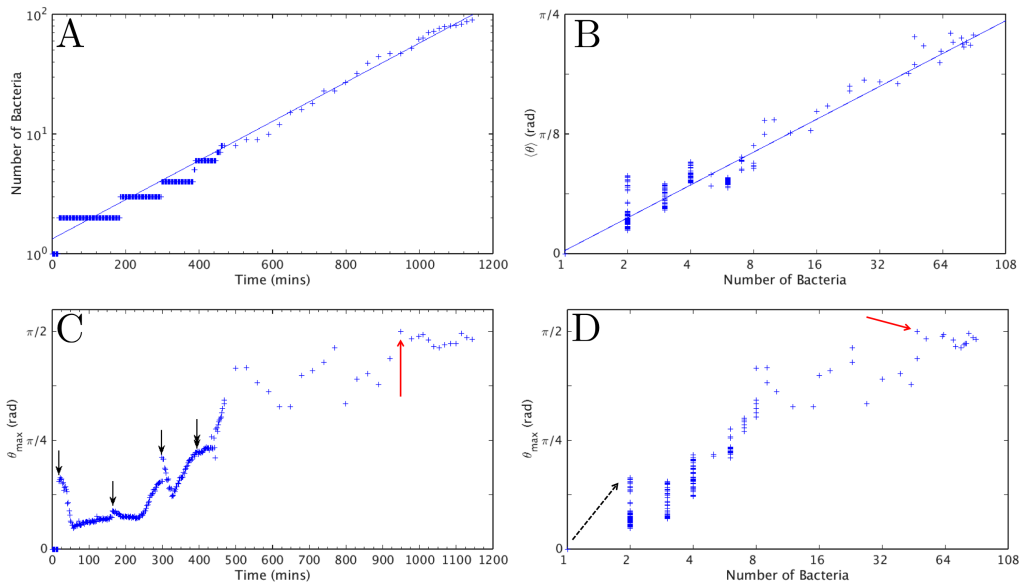 A
Number of Bacteria
10^2
10^1
10^0
0 200 400 600 800 1000 1200
Time (mins)
B
⟨θ⟩ (rad)
π/4
π/8
0
1 2 4 8 16 32 64 108
Number of Bacteria
C
θ_max (rad)
π/2
π/4
0
0 100 200 300 400 500 600 700 800 900 1000 1100 1200
Time (mins)
D
θ_max (rad)
π/2
π/4
0
1 2 4 8 16 32 64 108
Number of Bacteria